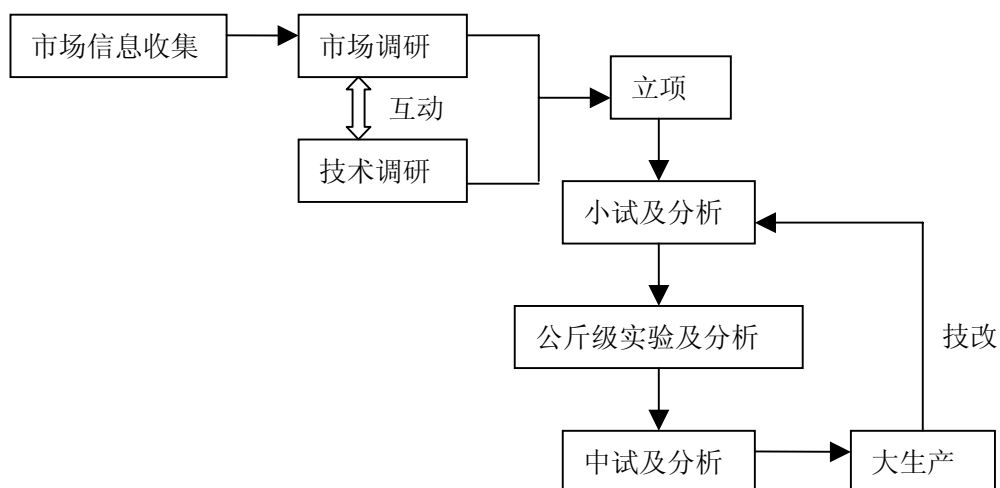 市场信息收集
市场调研
互动
技术调研
立项
小试及分析
公斤级实验及分析
技改
中试及分析
大生产